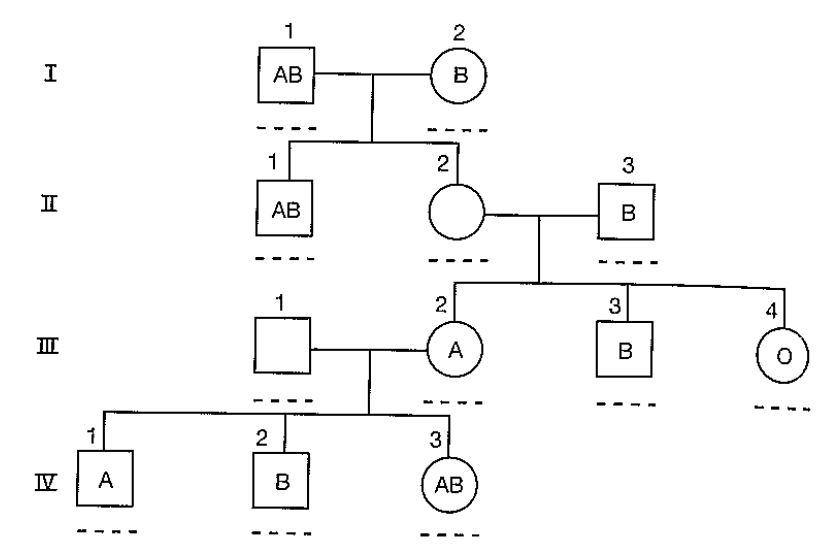 1 2
I AB B
1 2 3
II AB B
1 2 3 4
III A B O
1 2 3
IV A B AB